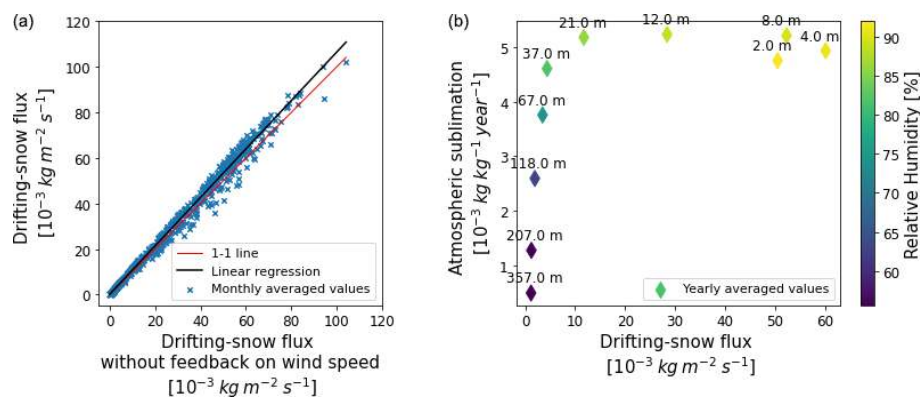 (a)
120
100
80
60
40
20
0
Drifting-snow flux
[10⁻³ kg m⁻² s⁻¹]
1-1 line
Linear regression
Monthly averaged values
0 20 40 60 80 100 120
Drifting-snow flux
without feedback on wind speed
[10⁻³ kg m⁻² s⁻¹]
(b)
21.0 m 12.0 m 8.0 m
37.0 m 2.0 m 4.0 m
67.0 m
118.0 m
207.0 m
357.0 m
5
4
3
2
1
Atmospheric sublimation
[10⁻³ kg kg⁻¹ year⁻¹]
Yearly averaged values
0 10 20 30 40 50 60
Drifting-snow flux
[10⁻³ kg m⁻² s⁻¹]
90
85
80
75
70
65
60
Relative Humidity [%]